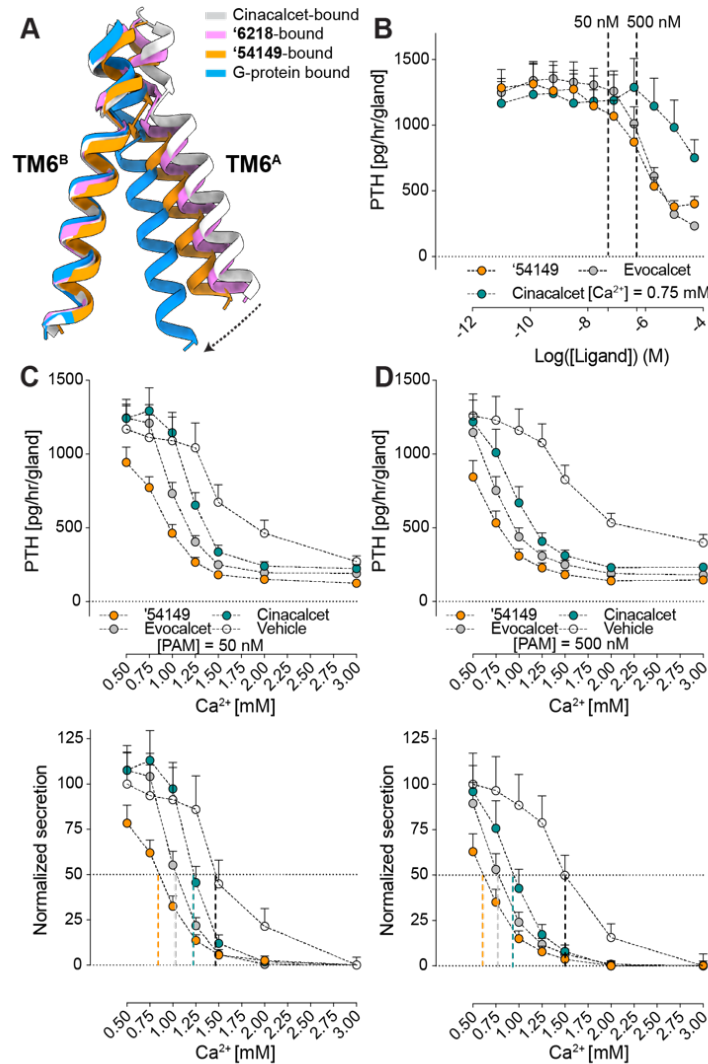 A
Cinacalcet-bound
'6218-bound
'54149-bound
G-protein bound
TM6ᴮ
TM6ᴬ
B
50 nM
500 nM
1500
1000
500
0
PTH [pg/hr/gland]
'54149
Evocalcet
Cinacalcet [Ca²⁺] = 0.75 mM
-12
-10
-8
-6
-4
Log([Ligand]) (M)
C
1500
1000
500
0
PTH [pg/hr/gland]
'54149
Cinacalcet
Evocalcet
Vehicle
[PAM] = 50 nM
0.50
0.75
1.00
1.25
1.50
1.75
2.00
2.25
2.50
2.75
3.00
Ca²⁺ [mM]
D
1500
1000
500
0
PTH [pg/hr/gland]
'54149
Cinacalcet
Evocalcet
Vehicle
[PAM] = 500 nM
0.50
0.75
1.00
1.25
1.50
1.75
2.00
2.25
2.50
2.75
3.00
Ca²⁺ [mM]
125
100
75
50
25
0
Normalized secretion
0.50
0.75
1.00
1.25
1.50
1.75
2.00
2.25
2.50
2.75
3.00
Ca²⁺ [mM]
125
100
75
50
25
0
Normalized secretion
0.50
0.75
1.00
1.25
1.50
1.75
2.00
2.25
2.50
2.75
3.00
Ca²⁺ [mM]